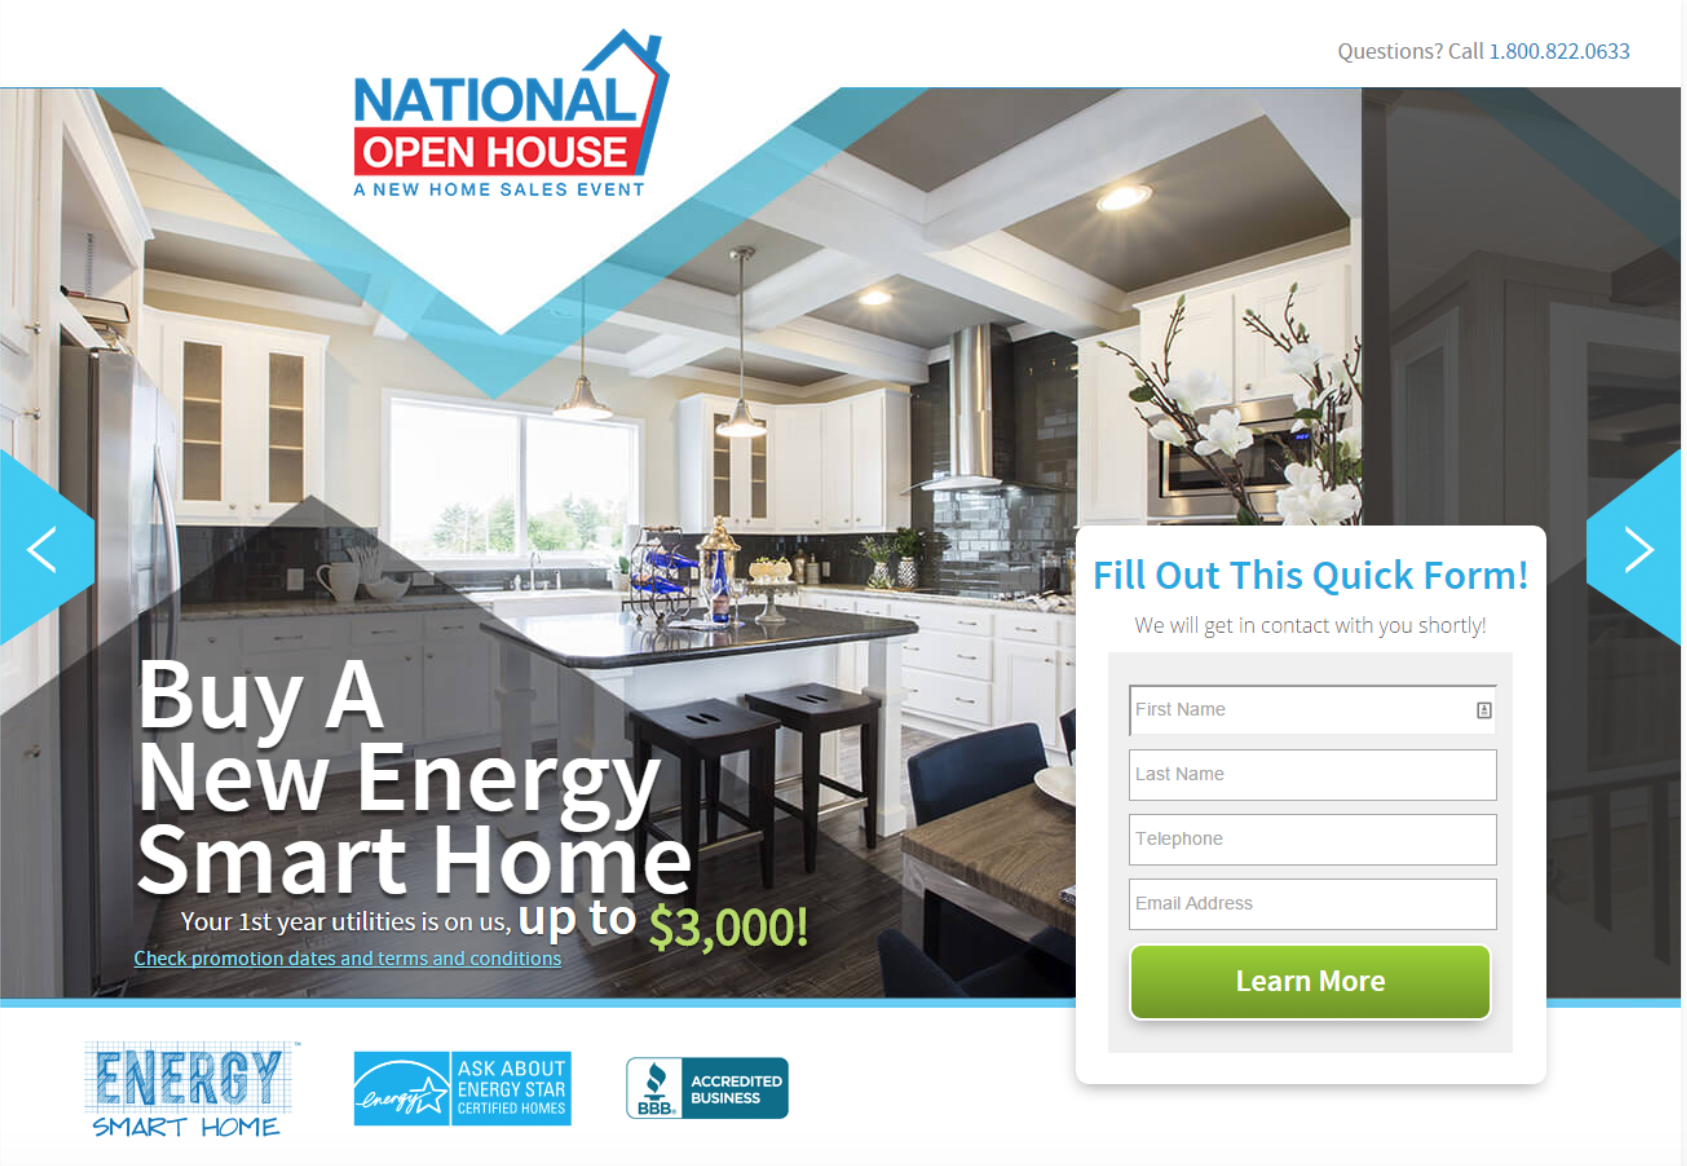 Questions? Call 1.800.822.0633
NATIONAL
OPEN HOUSE
A NEW HOME SALES EVENT
Buy A
New Energy
Smart Home
Your 1st year utilities is on us, up to $3,000!
Check promotion dates and terms and conditions
Fill Out This Quick Form!
We will get in contact with you shortly!
First Name
Last Name
Telephone
Email Address
Learn More
ENERGY™
SMART HOME
energy
ASK ABOUT
ENERGY STAR
CERTIFIED HOMES
BBB.
ACCREDITED
BUSINESS